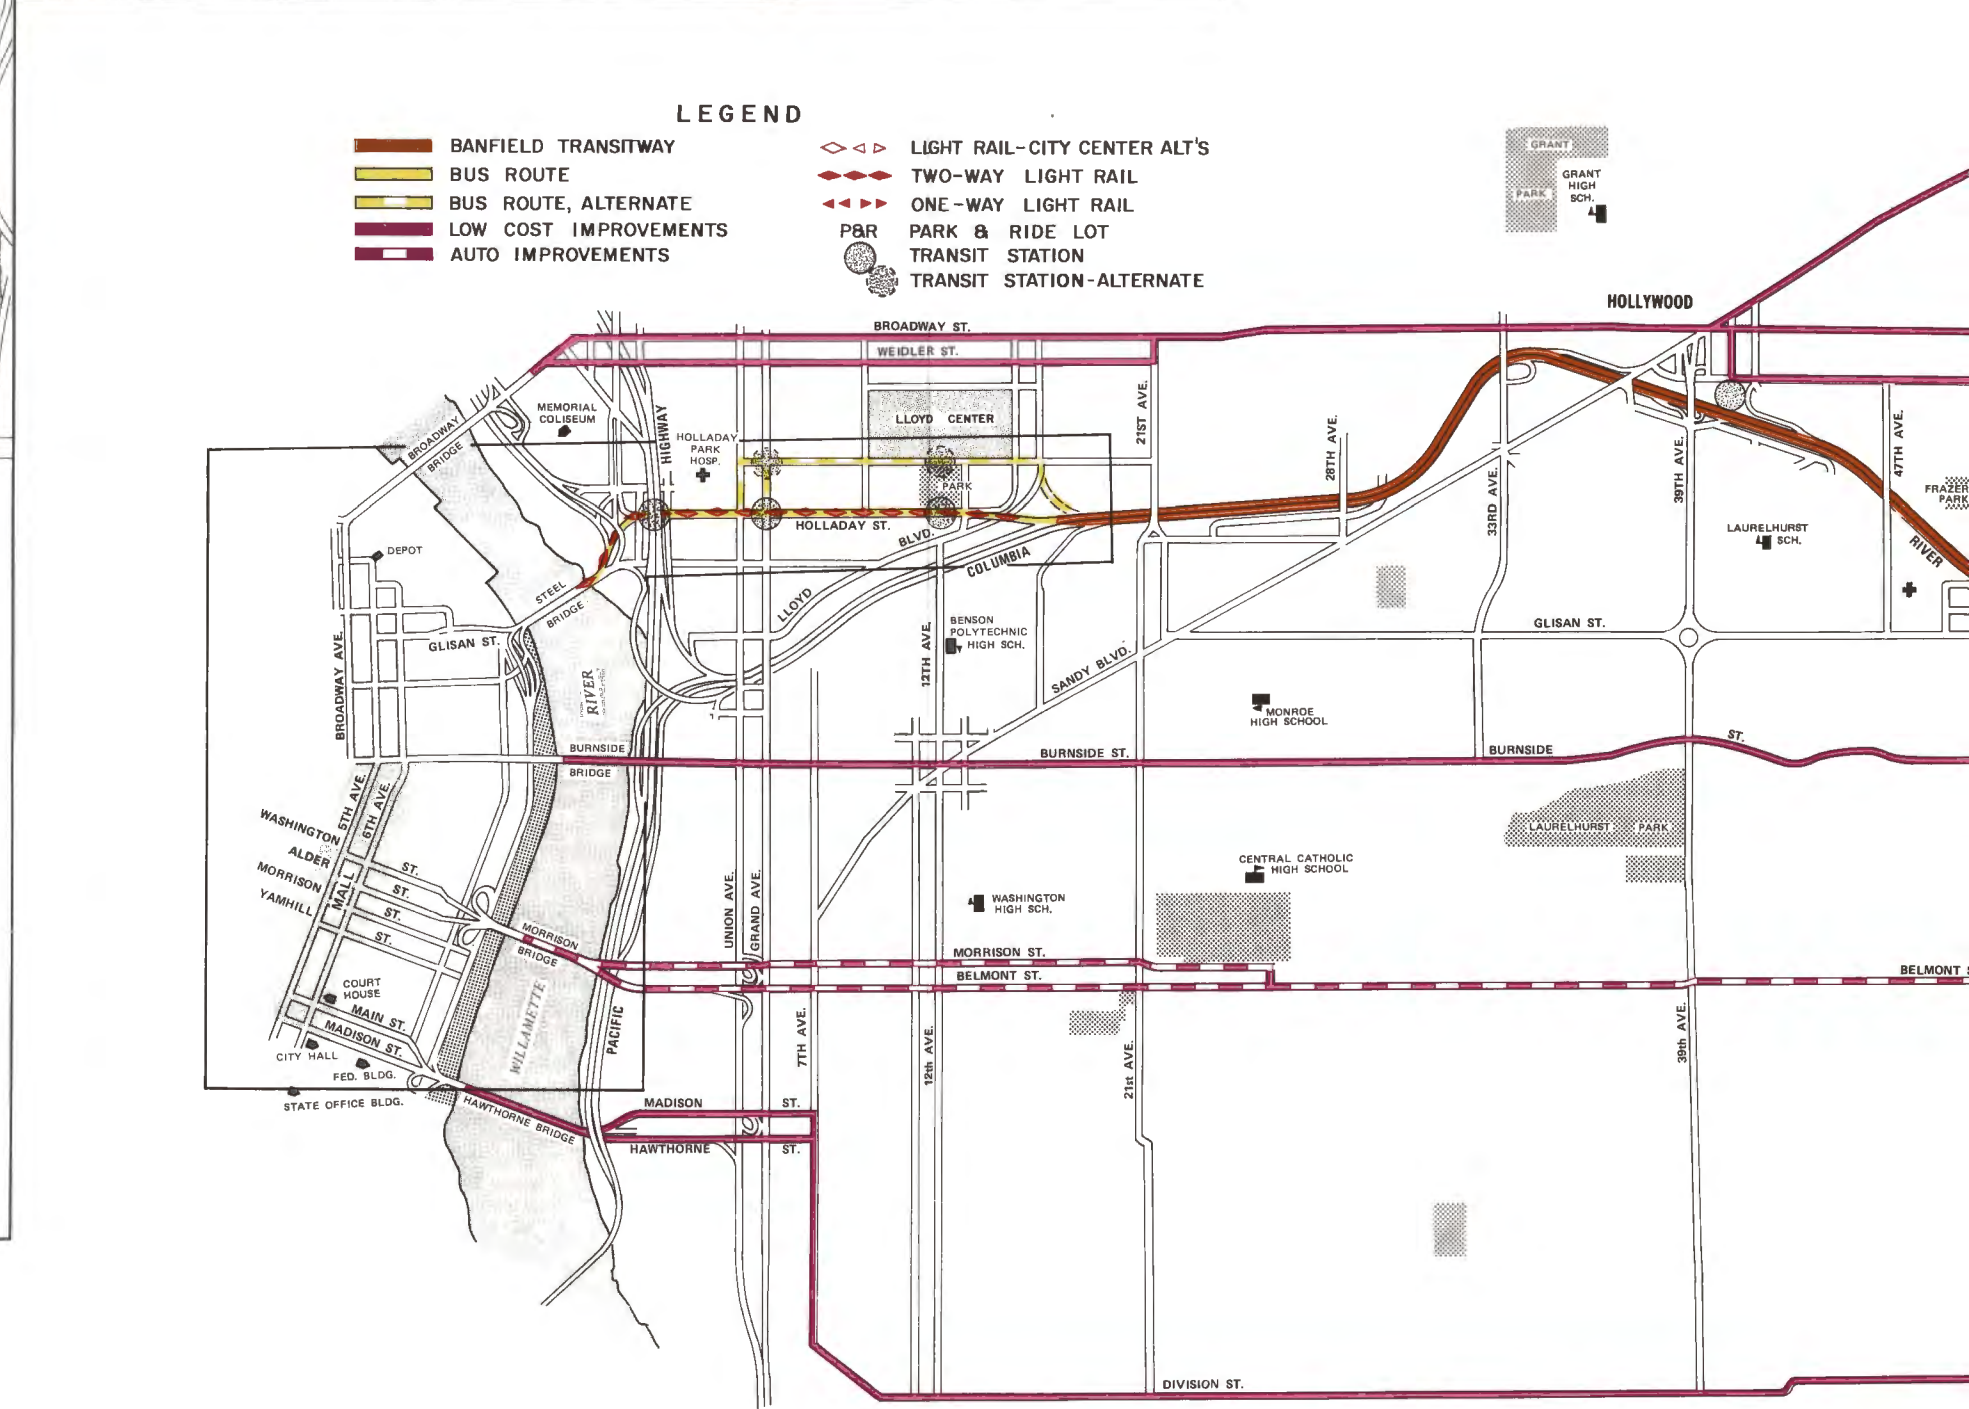 LEGEND
BANFIELD TRANSITWAY
BUS ROUTE
BUS ROUTE, ALTERNATE
LOW COST IMPROVEMENTS
AUTO IMPROVEMENTS
LIGHT RAIL-CITY CENTER ALT'S
TWO-WAY LIGHT RAIL
ONE-WAY LIGHT RAIL
P&R PARK & RIDE LOT
TRANSIT STATION
TRANSIT STATION-ALTERNATE
GRANT
PARK
GRANT
HIGH
SCH.
HOLLYWOOD
BROADWAY ST.
WEIDLER ST.
MEMORIAL
COLISEUM
HIGHWAY
HOLLADAY
PARK
HOSP.
LLOYD CENTER
PARK
21ST AVE.
28TH AVE.
33RD AVE.
39TH AVE.
47TH AVE.
FRAZER
PARK
BROADWAY
BRIDGE
HOLLADAY ST.
BLVD.
LLOYD
COLUMBIA
LAURELHURST
SCH.
RIVER
DEPOT
STEEL
BRIDGE
GLISAN ST.
GLISAN ST.
BROADWAY AVE.
RIVER
12TH AVE.
BENSON
POLYTECHNIC
HIGH SCH.
SANDY BLVD.
MONROE
HIGH SCHOOL
BURNSIDE
BRIDGE
BURNSIDE ST.
BURNSIDE
ST.
5TH AVE.
6TH AVE.
WASHINGTON
ST.
ALDER
ST.
MORRISON
ST.
YAMHILL
ST.
MALL
LAURELHURST PARK
CENTRAL CATHOLIC
HIGH SCHOOL
WASHINGTON
HIGH SCH.
UNION AVE.
GRAND AVE.
MORRISON
BRIDGE
MORRISON ST.
BELMONT ST.
BELMONT
COURT
HOUSE
MAIN ST.
MADISON ST.
CITY HALL
FED. BLDG.
STATE OFFICE BLDG.
WILLAMETTE
PACIFIC
7TH AVE.
12th AVE.
21st AVE.
39th AVE.
HAWTHORNE BRIDGE
MADISON ST.
HAWTHORNE ST.
DIVISION ST.